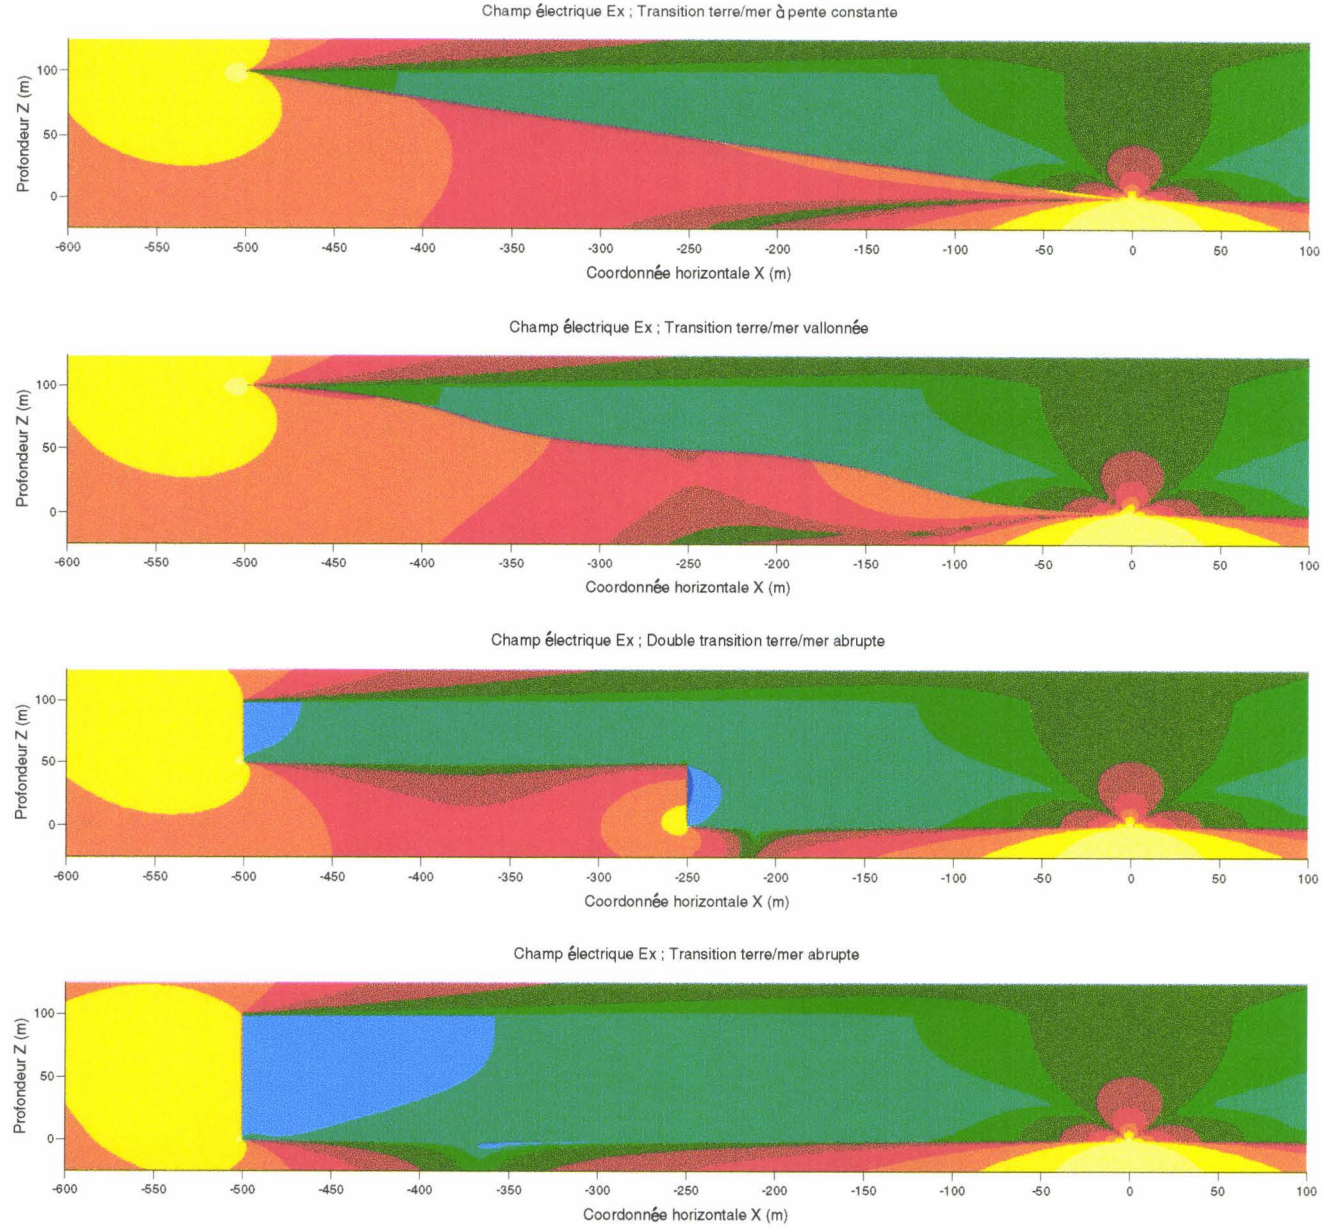 Champ électrique Ex ; Transition terre/mer à pente constante
Profondeur Z (m)
100
50
0
-600 -550 -500 -450 -400 -350 -300 -250 -200 -150 -100 -50 0 50 100
Coordonnée horizontale X (m)
Champ électrique Ex ; Transition terre/mer vallonnée
Profondeur Z (m)
100
50
0
-600 -550 -500 -450 -400 -350 -300 -250 -200 -150 -100 -50 0 50 100
Coordonnée horizontale X (m)
Champ électrique Ex ; Double transition terre/mer abrupte
Profondeur Z (m)
100
50
0
-600 -550 -500 -450 -400 -350 -300 -250 -200 -150 -100 -50 0 50 100
Coordonnée horizontale X (m)
Champ électrique Ex ; Transition terre/mer abrupte
Profondeur Z (m)
100
50
0
-600 -550 -500 -450 -400 -350 -300 -250 -200 -150 -100 -50 0 50 100
Coordonnée horizontale X (m)